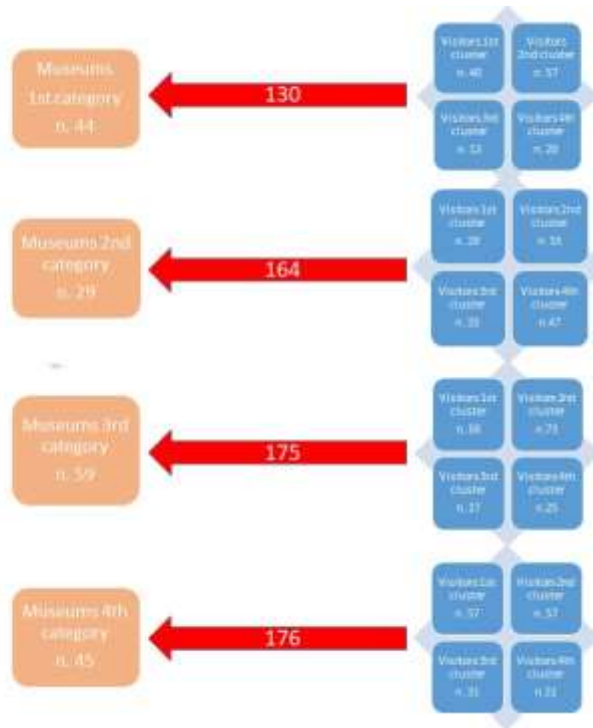 Museums
1st category
n. 44
130
Visitors 1st
cluster
n. 40
Visitors
2nd cluster
n. 57
Visitors 3rd
cluster
n. 13
Visitors 4th
cluster
n. 20
Museums 2nd
category
n. 29
164
Visitors 1st
cluster
n.
Visitors 2nd
cluster
n.
Visitors 3rd
cluster
n.
Visitors 4th
cluster
n.47
Museums 3rd
category
n. 59
175
Visitors 1st
cluster
n. 50
Visitors 2nd
cluster
n.73
Visitors 3rd
cluster
n. 27
Visitors 4th
cluster
n.25
Museums 4th
category
n. 45
176
Visitors 1st
cluster
n. 57
Visitors 2nd
cluster
n. 57
Visitors 3rd
cluster
n. 31
Visitors 4th
cluster
n 31